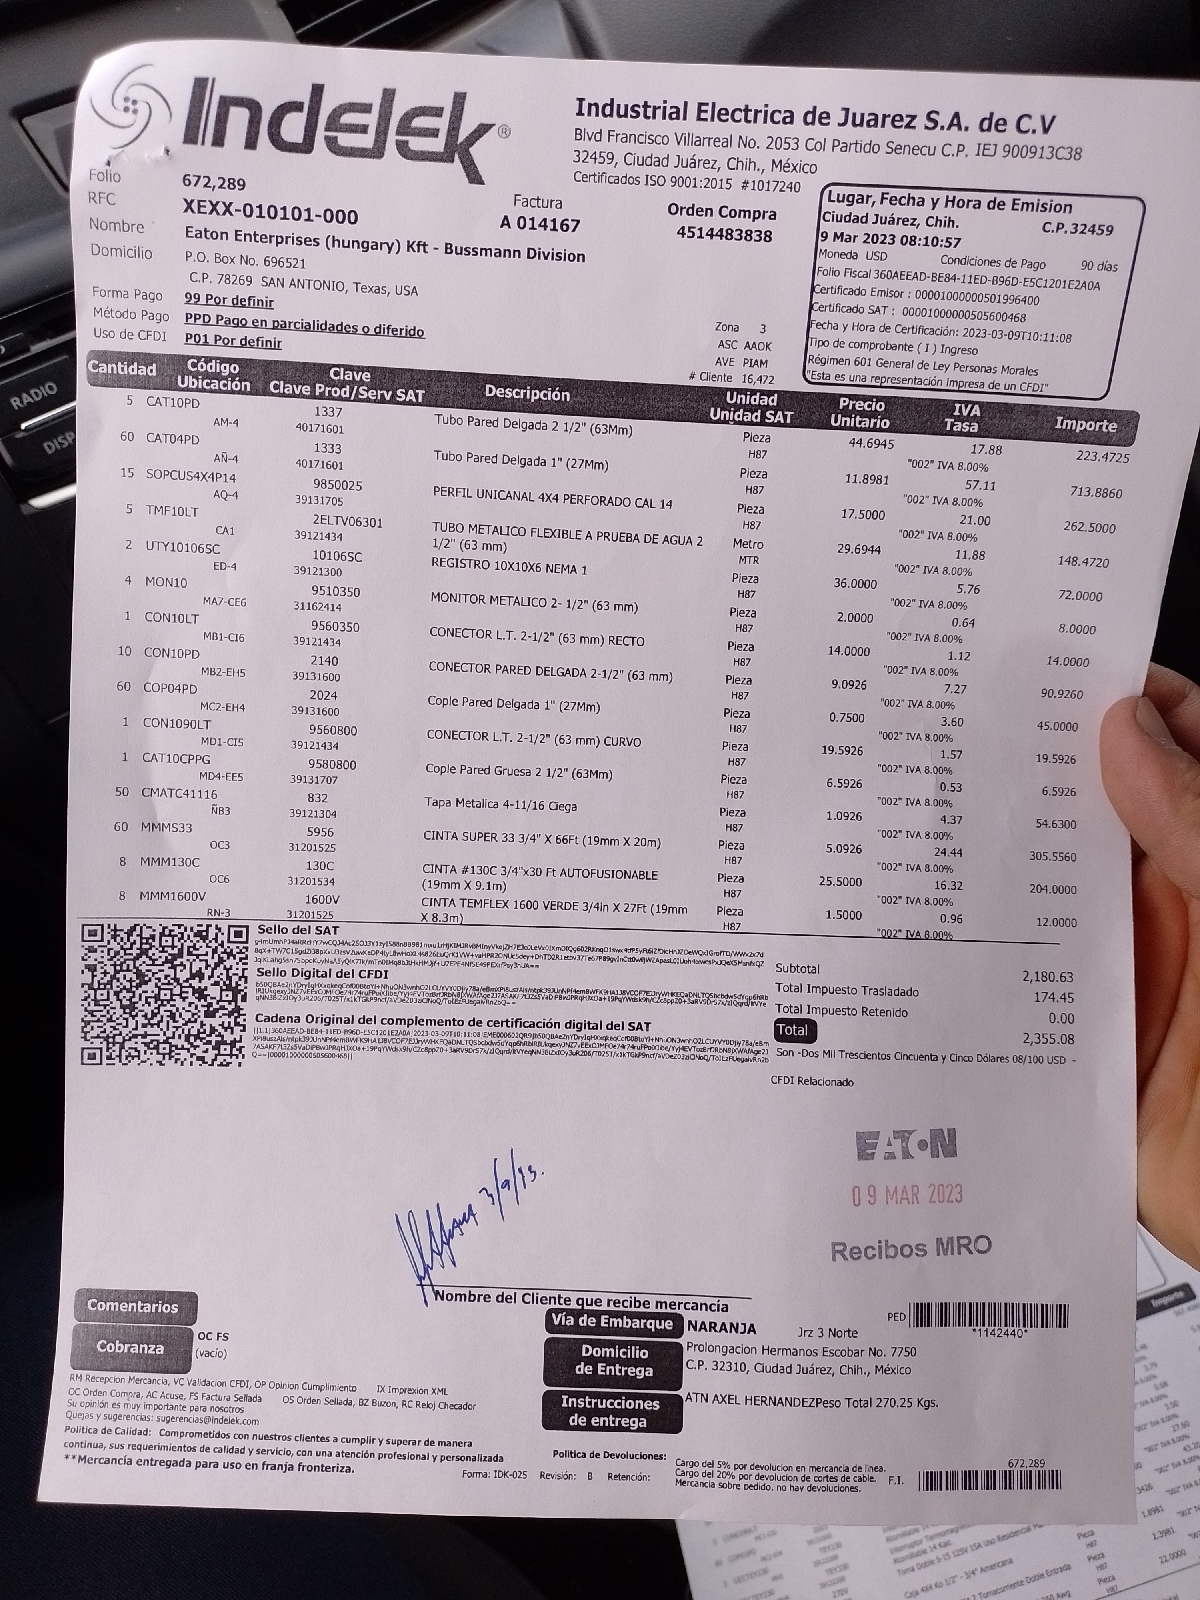 Indelek®
Industrial Electrica de Juarez S.A. de C.V
Blvd Francisco Villarreal No. 2053 Col Partido Senecu C.P. IEJ 900913C38
32459, Ciudad Juárez, Chih., México
Certificados ISO 9001:2015 #1017240
Folio 672,289
RFC XEXX-010101-000
Factura
A 014167
Orden Compra
4514483838
Nombre Eaton Enterprises (hungary) Kft - Bussmann Division
Domicilio P.O. Box No. 696521
C.P. 78269 SAN ANTONIO, Texas, USA
Forma Pago 99 Por definir
Método Pago PPD Pago en parcialidades o diferido
Uso de CFDI P01 Por definir
Zona 3
ASC AAOK
AVE PIAM
# Cliente 16,472
Lugar, Fecha y Hora de Emision
Ciudad Juárez, Chih. C.P. 32459
9 Mar 2023 08:10:57
Moneda USD Condiciones de Pago 90 días
Folio Fiscal 360AEEAD-BE84-11ED-B96D-E5C1201E2A0A
Certificado Emisor : 00001000000501996400
Certificado SAT : 00001000000505600468
Fecha y Hora de Certificación: 2023-03-09T10:11:08
Tipo de comprobante ( I ) Ingreso
Régimen 601 General de Ley Personas Morales
"Esta es una representación impresa de un CFDI"
Cantidad Código Ubicación Clave Clave Prod/Serv SAT Descripción Unidad Unidad SAT Precio Unitario IVA Tasa Importe
5 CAT10PD 1337 Tubo Pared Delgada 2 1/2" (63Mm) Pieza 44.6945 17.88 223.4725
AM-4 40171601 H87 "002" IVA 8.00%
60 CAT04PD 1333 Tubo Pared Delgada 1" (27Mm) Pieza 11.8981 57.11 713.8860
AÑ-4 40171601 H87 "002" IVA 8.00%
15 SOPCUS4X4P14 9850025 PERFIL UNICANAL 4X4 PERFORADO CAL 14 Pieza 17.5000 21.00 262.5000
AQ-4 39131705 H87 "002" IVA 8.00%
5 TMF10LT 2ELTV06301 TUBO METALICO FLEXIBLE A PRUEBA DE AGUA 2 Metro 29.6944 11.88 148.4720
CA1 39121434 1/2" (63 mm) MTR "002" IVA 8.00%
2 UTY10106SC 10106SC REGISTRO 10X10X6 NEMA 1 Pieza 36.0000 5.76 72.0000
ED-4 39121300 H87 "002" IVA 8.00%
4 MON10 9510350 MONITOR METALICO 2- 1/2" (63 mm) Pieza 2.0000 0.64 8.0000
MA7-CE6 31162414 H87 "002" IVA 8.00%
1 CON10LT 9560350 CONECTOR L.T. 2-1/2" (63 mm) RECTO Pieza 14.0000 1.12 14.0000
MB1-CI6 39121434 H87 "002" IVA 8.00%
10 CON10PD 2140 CONECTOR PARED DELGADA 2-1/2" (63 mm) Pieza 9.0926 7.27 90.9260
MB2-EH5 39131600 H87 "002" IVA 8.00%
60 COP04PD 2024 Cople Pared Delgada 1" (27Mm) Pieza 0.7500 3.60 45.0000
MC2-EH4 39131600 H87 "002" IVA 8.00%
1 CON1090LT 9560800 CONECTOR L.T. 2-1/2" (63 mm) CURVO Pieza 19.5926 1.57 19.5926
MD1-CI5 39121434 H87 "002" IVA 8.00%
1 CAT10CPPG 9580800 Cople Pared Gruesa 2 1/2" (63Mm) Pieza 6.5926 0.53 6.5926
MD4-EE5 39131707 H87 "002" IVA 8.00%
50 CMATC41116 832 Tapa Metalica 4-11/16 Ciega Pieza 1.0926 4.37 54.6300
ÑB3 39121304 H87 "002" IVA 8.00%
60 MMMS33 5956 CINTA SUPER 33 3/4" X 66Ft (19mm X 20m) Pieza 5.0926 24.44 305.5560
OC3 31201525 H87 "002" IVA 8.00%
8 MMM130C 130C CINTA #130C 3/4"x30 Ft AUTOFUSIONABLE Pieza 25.5000 16.32 204.0000
OC6 31201534 (19mm X 9.1m) H87 "002" IVA 8.00%
8 MMM1600V 1600V CINTA TEMFLEX 1600 VERDE 3/4in X 27Ft (19mm Pieza 1.5000 0.96 12.0000
RN-3 31201525 X 8.3m) H87 "002" IVA 8.00%
Sello del SAT
Sello Digital del CFDI
Cadena Original del complemento de certificación digital del SAT
Subtotal 2,180.63
Total Impuesto Trasladado 174.45
Total Impuesto Retenido 0.00
Total 2,355.08
Son -Dos Mil Trescientos Cincuenta y Cinco Dólares 08/100 USD -
CFDI Relacionado
EATON
09 MAR 2023
Recibos MRO
Nombre del Cliente que recibe mercancía
Comentarios
Cobranza OC FS
(vacío)
Vía de Embarque NARANJA Jrz 3 Norte
PED *1142440*
Domicilio de Entrega Prolongacion Hermanos Escobar No. 7750
C.P. 32310, Ciudad Juárez, Chih., México
Instrucciones de entrega ATN AXEL HERNANDEZPeso Total 270.25 Kgs.
RM Recepcion Mercancia, VC Validacion CFDI, OP Opinion Cumplimiento IX Impresion XML
OC Orden Compra, AC Acuse, FS Factura Sellada OS Orden Sellada, BZ Buzon, RC Reloj Checador
Su opinión es muy importante para nosotros
Quejas y sugerencias: sugerencias@indelek.com
Politica de Calidad: Comprometidos con nuestros clientes a cumplir y superar de manera
continua, sus requerimientos de calidad y servicio, con una atención profesional y personalizada
**Mercancía entregada para uso en franja fronteriza.
Forma: IDK-025 Revisión: B Retención:
Politica de Devoluciones: Cargo del 5% por devolucion en mercancia de linea.
Cargo del 20% por devolucion de cortes de cable.
Mercancia sobre pedido, no hay devoluciones.
F.I. 672,289
RADIO
DISP
Importe